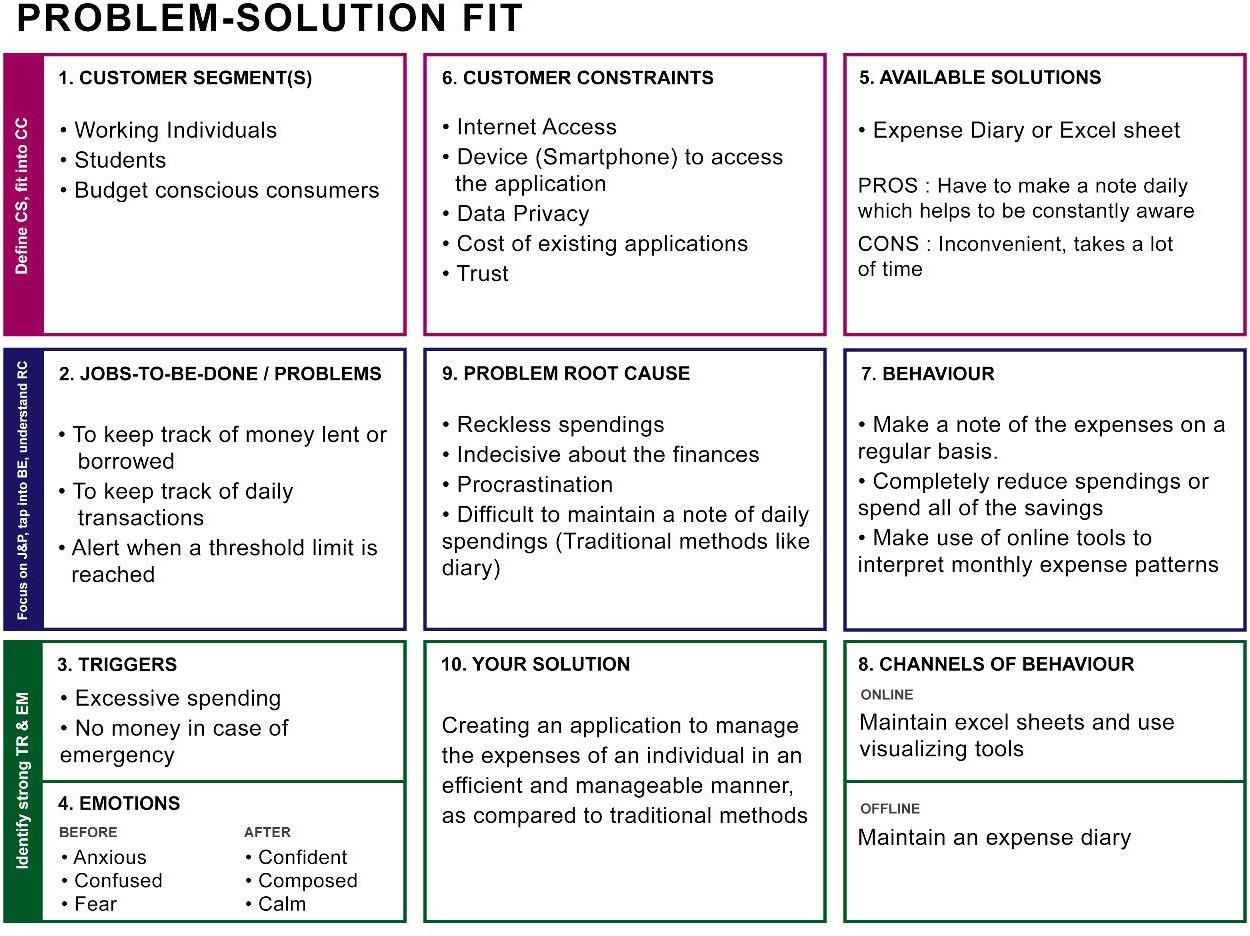 PROBLEM-SOLUTION FIT
Define CS, fit into CC
1. CUSTOMER SEGMENT(S)
• Working Individuals
• Students
• Budget conscious consumers
6. CUSTOMER CONSTRAINTS
• Internet Access
• Device (Smartphone) to access
the application
• Data Privacy
• Cost of existing applications
• Trust
5. AVAILABLE SOLUTIONS
• Expense Diary or Excel sheet
PROS : Have to make a note daily
which helps to be constantly aware
CONS : Inconvenient, takes a lot
of time
Focus on J&P, tap into BE, understand RC
2. JOBS-TO-BE-DONE / PROBLEMS
• To keep track of money lent or
borrowed
• To keep track of daily
transactions
• Alert when a threshold limit is
reached
9. PROBLEM ROOT CAUSE
• Reckless spendings
• Indecisive about the finances
• Procrastination
• Difficult to maintain a note of daily
spendings (Traditional methods like
diary)
7. BEHAVIOUR
• Make a note of the expenses on a
regular basis.
• Completely reduce spendings or
spend all of the savings
• Make use of online tools to
interpret monthly expense patterns
Identify strong TR & EM
3. TRIGGERS
• Excessive spending
• No money in case of
emergency
4. EMOTIONS
BEFORE
• Anxious
• Confused
• Fear
AFTER
• Confident
• Composed
• Calm
10. YOUR SOLUTION
Creating an application to manage
the expenses of an individual in an
efficient and manageable manner,
as compared to traditional methods
8. CHANNELS OF BEHAVIOUR
ONLINE
Maintain excel sheets and use
visualizing tools
OFFLINE
Maintain an expense diary